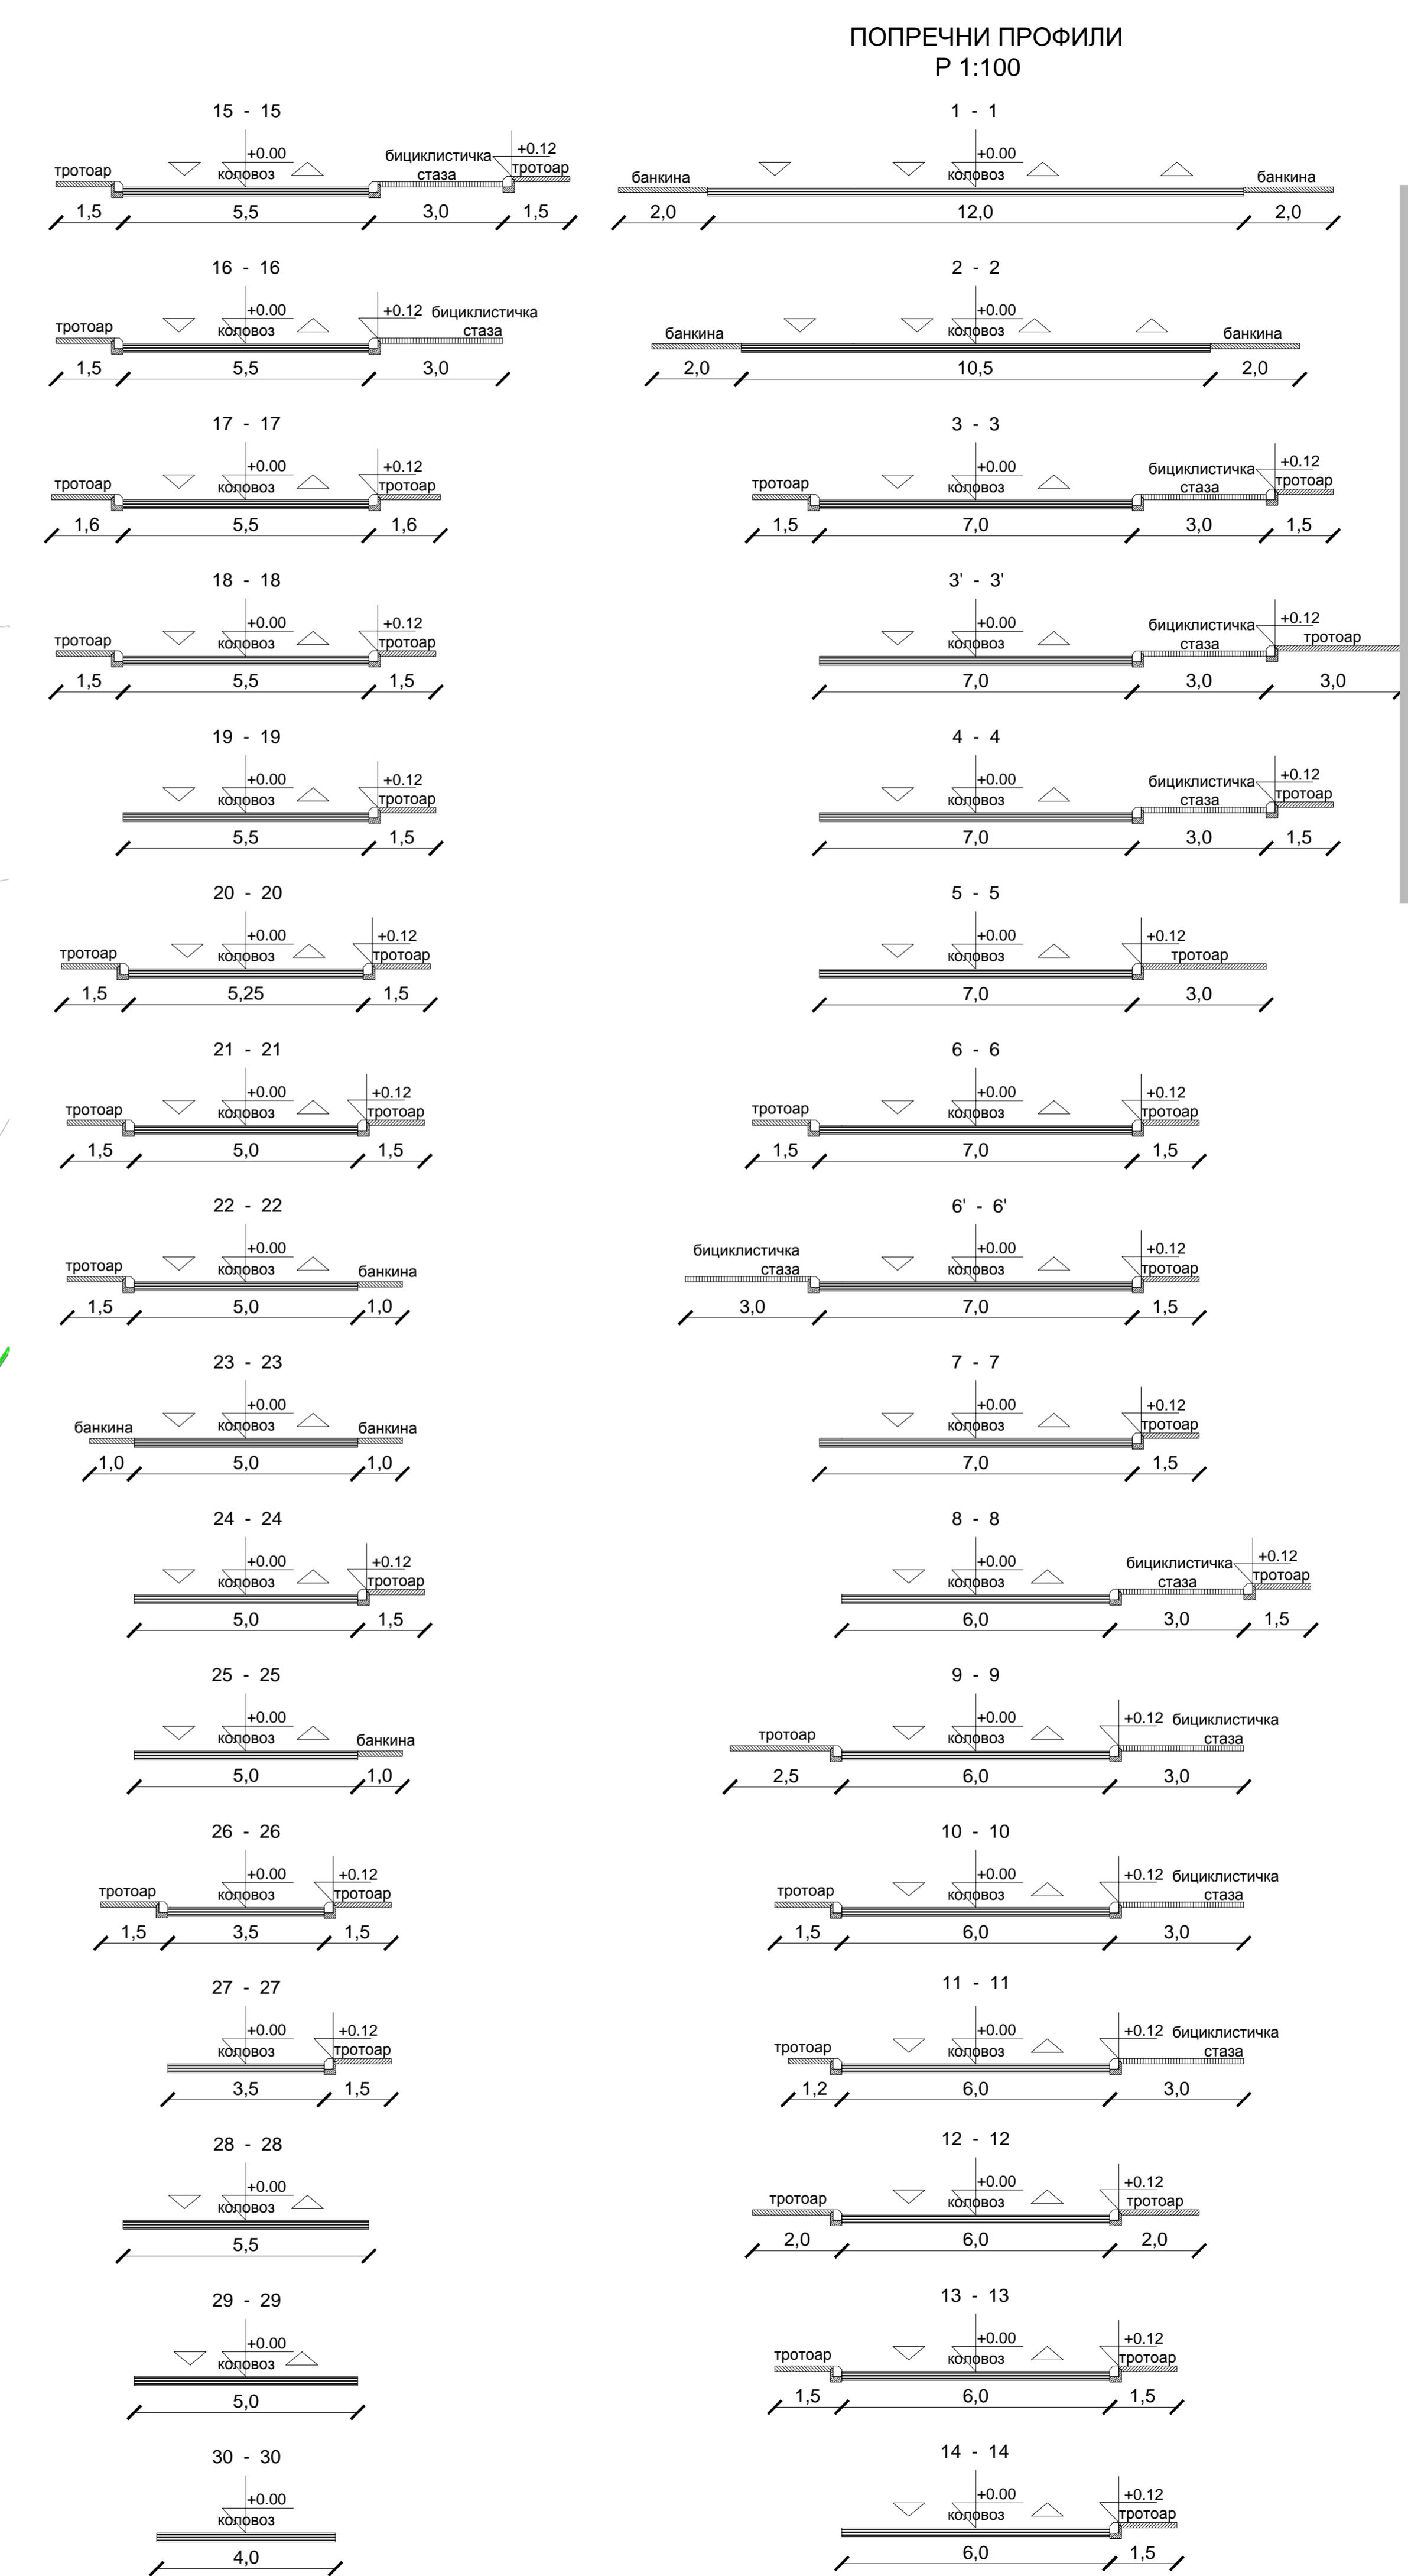 ПОПРЕЧНИ ПРОФИЛИ
Р 1:100
15 - 15
тротоар
+0.00
коловоз
бициклистичка
стаза
+0.12
тротоар
1,5 5,5 3,0 1,5
16 - 16
тротоар
+0.00
коловоз
+0.12 бициклистичка
стаза
1,5 5,5 3,0
17 - 17
тротоар
+0.00
коловоз
+0.12
тротоар
1,6 5,5 1,6
18 - 18
тротоар
+0.00
коловоз
+0.12
тротоар
1,5 5,5 1,5
19 - 19
+0.00
коловоз
+0.12
тротоар
5,5 1,5
20 - 20
тротоар
+0.00
коловоз
+0.12
тротоар
1,5 5,25 1,5
21 - 21
тротоар
+0.00
коловоз
+0.12
тротоар
1,5 5,0 1,5
22 - 22
тротоар
+0.00
коловоз
банкина
1,5 5,0 1,0
23 - 23
банкина
+0.00
коловоз
банкина
1,0 5,0 1,0
24 - 24
+0.00
коловоз
+0.12
тротоар
5,0 1,5
25 - 25
+0.00
коловоз
банкина
5,0 1,0
26 - 26
тротоар
+0.00
коловоз
+0.12
тротоар
1,5 3,5 1,5
27 - 27
+0.00
коловоз
+0.12
тротоар
3,5 1,5
28 - 28
+0.00
коловоз
5,5
29 - 29
+0.00
коловоз
5,0
30 - 30
+0.00
коловоз
4,0
1 - 1
банкина
+0.00
коловоз
банкина
2,0 12,0 2,0
2 - 2
банкина
+0.00
коловоз
банкина
2,0 10,5 2,0
3 - 3
тротоар
+0.00
коловоз
бициклистичка
стаза
+0.12
тротоар
1,5 7,0 3,0 1,5
3' - 3'
+0.00
коловоз
бициклистичка
стаза
+0.12
тротоар
7,0 3,0 3,0
4 - 4
+0.00
коловоз
бициклистичка
стаза
+0.12
тротоар
7,0 3,0 1,5
5 - 5
+0.00
коловоз
+0.12
тротоар
7,0 3,0
6 - 6
тротоар
+0.00
коловоз
+0.12
тротоар
1,5 7,0 1,5
6' - 6'
бициклистичка
стаза
+0.00
коловоз
+0.12
тротоар
3,0 7,0 1,5
7 - 7
+0.00
коловоз
+0.12
тротоар
7,0 1,5
8 - 8
+0.00
коловоз
бициклистичка
стаза
+0.12
тротоар
6,0 3,0 1,5
9 - 9
тротоар
+0.00
коловоз
+0.12 бициклистичка
стаза
2,5 6,0 3,0
10 - 10
тротоар
+0.00
коловоз
+0.12 бициклистичка
стаза
1,5 6,0 3,0
11 - 11
тротоар
+0.00
коловоз
+0.12 бициклистичка
стаза
1,2 6,0 3,0
12 - 12
тротоар
+0.00
коловоз
+0.12
тротоар
2,0 6,0 2,0
13 - 13
тротоар
+0.00
коловоз
+0.12
тротоар
1,5 6,0 1,5
14 - 14
+0.00
коловоз
+0.12
тротоар
6,0 1,5